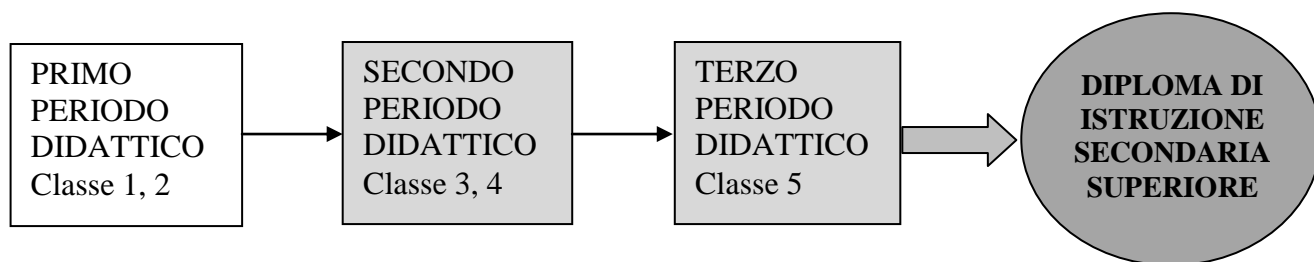 PRIMO
PERIODO
DIDATTICO
Classe 1, 2
SECONDO
PERIODO
DIDATTICO
Classe 3, 4
TERZO
PERIODO
DIDATTICO
Classe 5
DIPLOMA DI
ISTRUZIONE
SECONDARIA
SUPERIORE